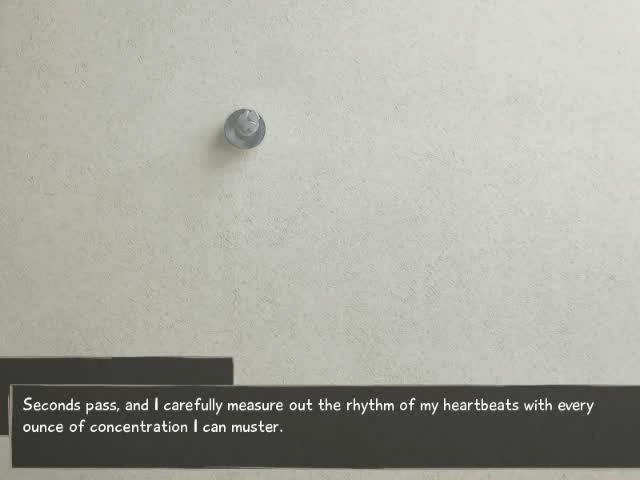 Seconds pass, and I carefully measure out the rhythm of my heartbeats with every
ounce of concentration I can muster.